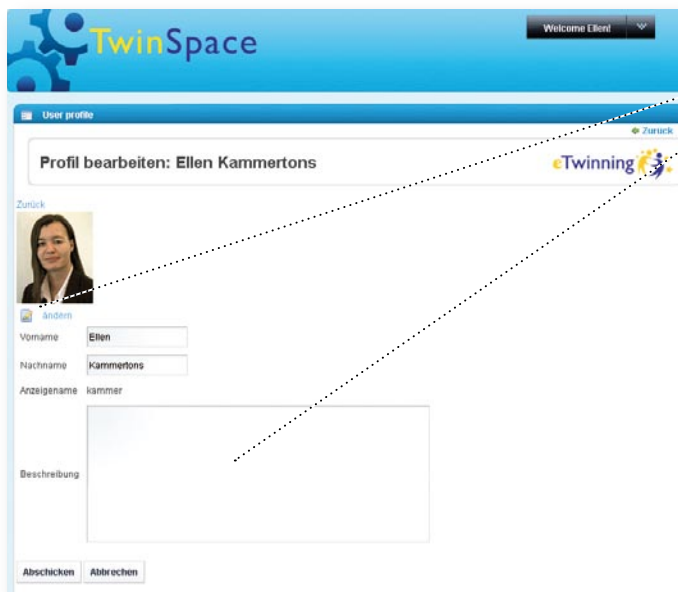 TwinSpace
Welcome Ellen!
User profile
Zurück
Profil bearbeiten: Ellen Kammertons
eTwinning
Zurück
ändern
Vorname Ellen
Nachname Kammertons
Anzeigename kammer
Beschreibung
Abschicken Abbrechen